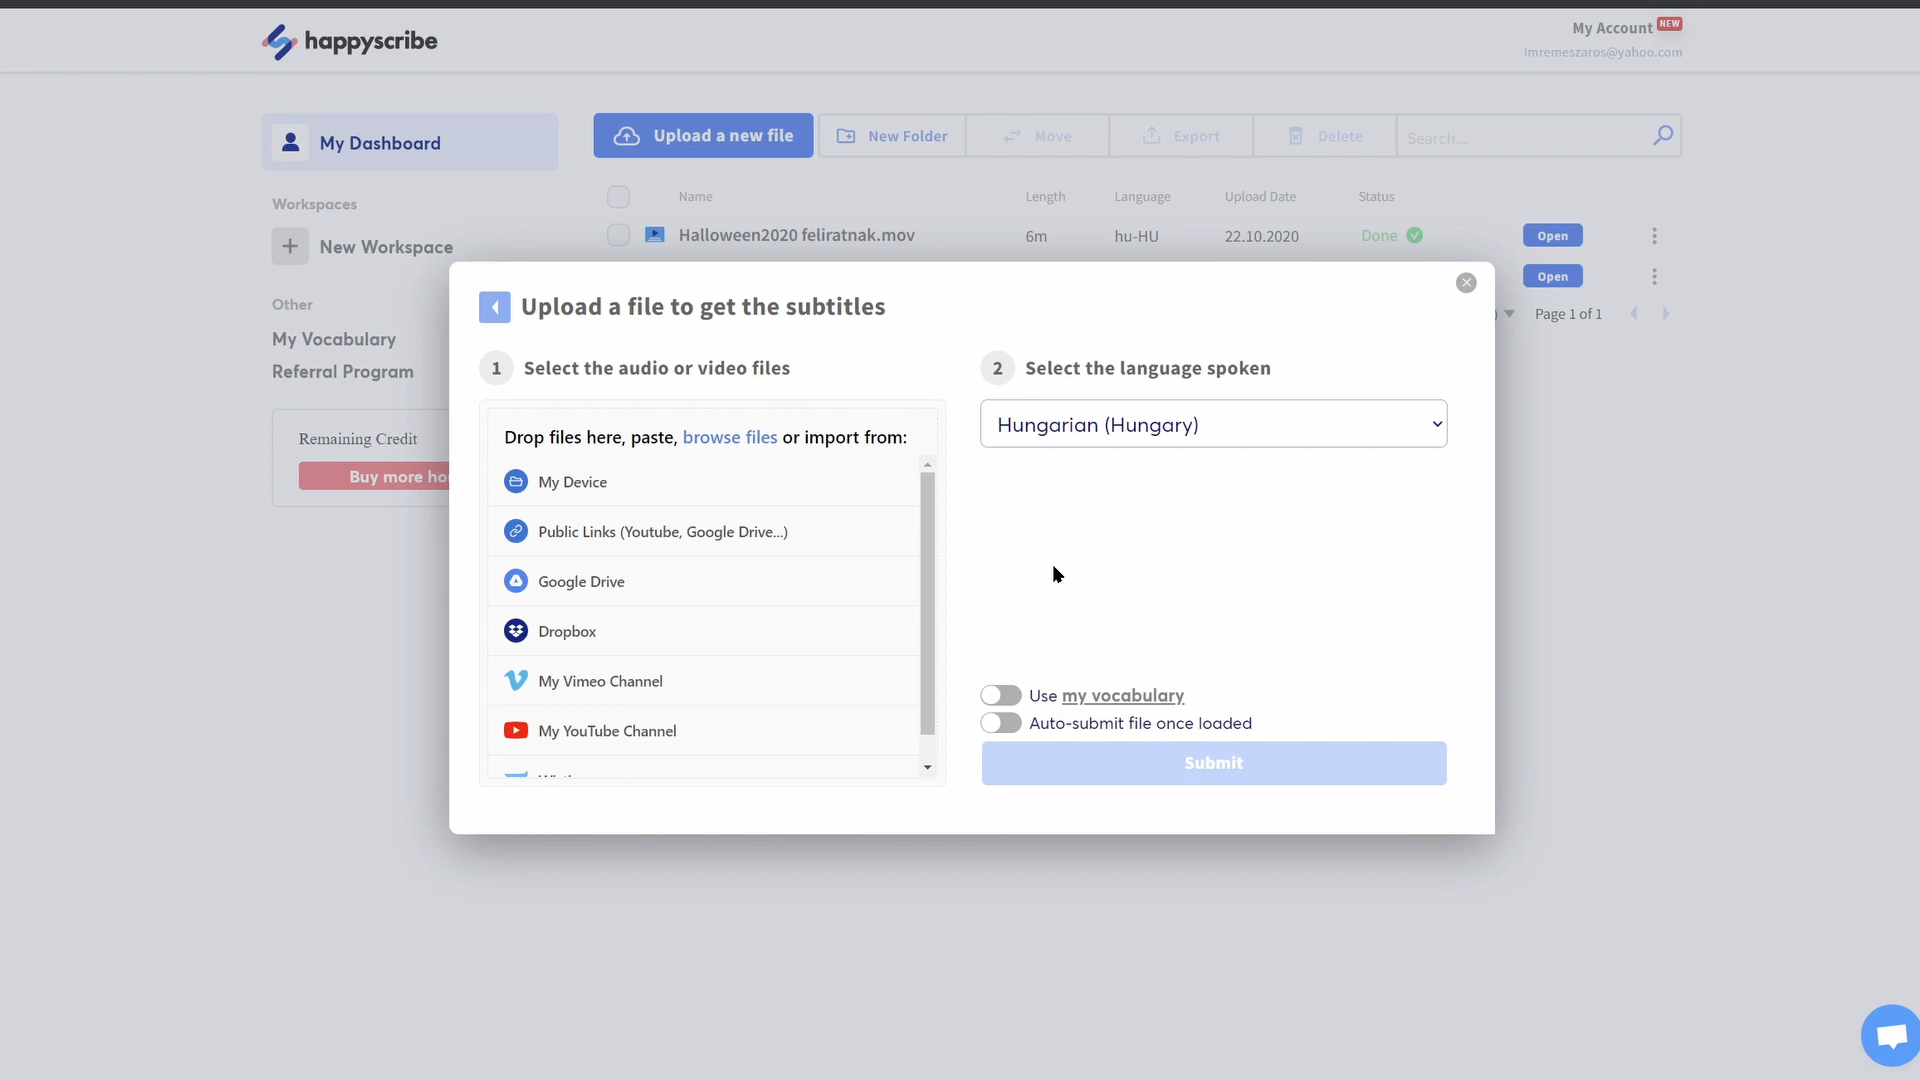 happyscribe
My Account NEW
imremeszaros@yahoo.com
My Dashboard
Upload a new file
New Folder
Move
Export
Delete
Search...
Workspaces
New Workspace
Name
Length
Language
Upload Date
Status
Halloween2020 feliratnak.mov
6m
hu-HU
22.10.2020
Done
Open
Open
Page 1 of 1
Other
My Vocabulary
Referral Program
Remaining Credit
Buy more
Upload a file to get the subtitles
1 Select the audio or video files
Drop files here, paste, browse files or import from:
My Device
Public Links (Youtube, Google Drive...)
Google Drive
Dropbox
My Vimeo Channel
My YouTube Channel
2 Select the language spoken
Hungarian (Hungary)
Use my vocabulary
Auto-submit file once loaded
Submit